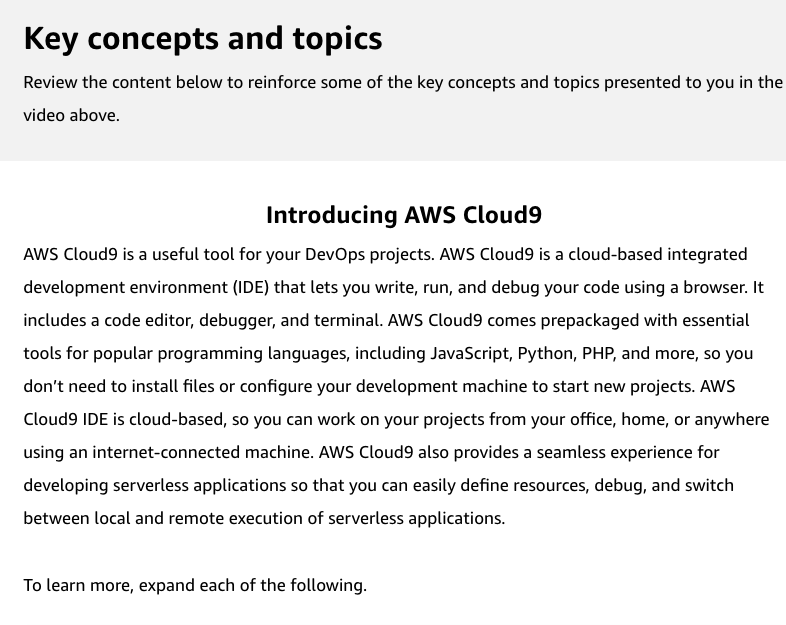 Key concepts and topics
Review the content below to reinforce some of the key concepts and topics presented to you in the
video above.
Introducing AWS Cloud9
AWS Cloud9 is a useful tool for your DevOps projects. AWS Cloud9 is a cloud-based integrated
development environment (IDE) that lets you write, run, and debug your code using a browser. It
includes a code editor, debugger, and terminal. AWS Cloud9 comes prepackaged with essential
tools for popular programming languages, including JavaScript, Python, PHP, and more, so you
don’t need to install files or configure your development machine to start new projects. AWS
Cloud9 IDE is cloud-based, so you can work on your projects from your office, home, or anywhere
using an internet-connected machine. AWS Cloud9 also provides a seamless experience for
developing serverless applications so that you can easily define resources, debug, and switch
between local and remote execution of serverless applications.
To learn more, expand each of the following.